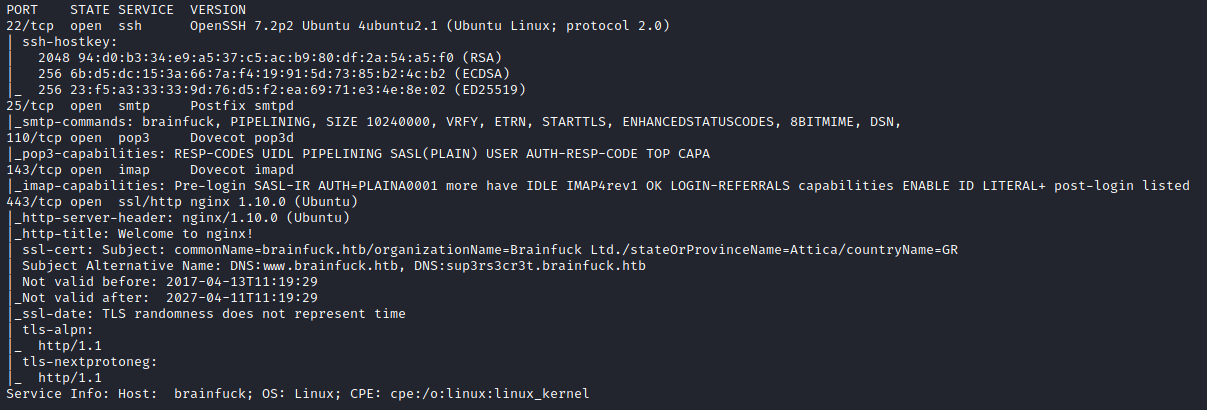 PORT    STATE SERVICE  VERSION
22/tcp  open  ssh      OpenSSH 7.2p2 Ubuntu 4ubuntu2.1 (Ubuntu Linux; protocol 2.0)
| ssh-hostkey:
|   2048 94:d0:b3:34:e9:a5:37:c5:ac:b9:80:df:2a:54:a5:f0 (RSA)
|   256 6b:d5:dc:15:3a:66:7a:f4:19:91:5d:73:85:b2:4c:b2 (ECDSA)
|_  256 23:f5:a3:33:33:9d:76:d5:f2:ea:69:71:e3:4e:8e:02 (ED25519)
25/tcp  open  smtp     Postfix smtpd
|_smtp-commands: brainfuck, PIPELINING, SIZE 10240000, VRFY, ETRN, STARTTLS, ENHANCEDSTATUSCODES, 8BITMIME, DSN,
110/tcp open  pop3     Dovecot pop3d
|_pop3-capabilities: RESP-CODES UIDL PIPELINING SASL(PLAIN) USER AUTH-RESP-CODE TOP CAPA
143/tcp open  imap     Dovecot imapd
|_imap-capabilities: Pre-login SASL-IR AUTH=PLAINA0001 more have IDLE IMAP4rev1 OK LOGIN-REFERRALS capabilities ENABLE ID LITERAL+ post-login listed
443/tcp open  ssl/http nginx 1.10.0 (Ubuntu)
|_http-server-header: nginx/1.10.0 (Ubuntu)
|_http-title: Welcome to nginx!
| ssl-cert: Subject: commonName=brainfuck.htb/organizationName=Brainfuck Ltd./stateOrProvinceName=Attica/countryName=GR
| Subject Alternative Name: DNS:www.brainfuck.htb, DNS:sup3rs3cr3t.brainfuck.htb
| Not valid before: 2017-04-13T11:19:29
|_Not valid after:  2027-04-11T11:19:29
|_ssl-date: TLS randomness does not represent time
| tls-alpn:
|_  http/1.1
| tls-nextprotoneg:
|_  http/1.1
Service Info: Host:  brainfuck; OS: Linux; CPE: cpe:/o:linux:linux_kernel